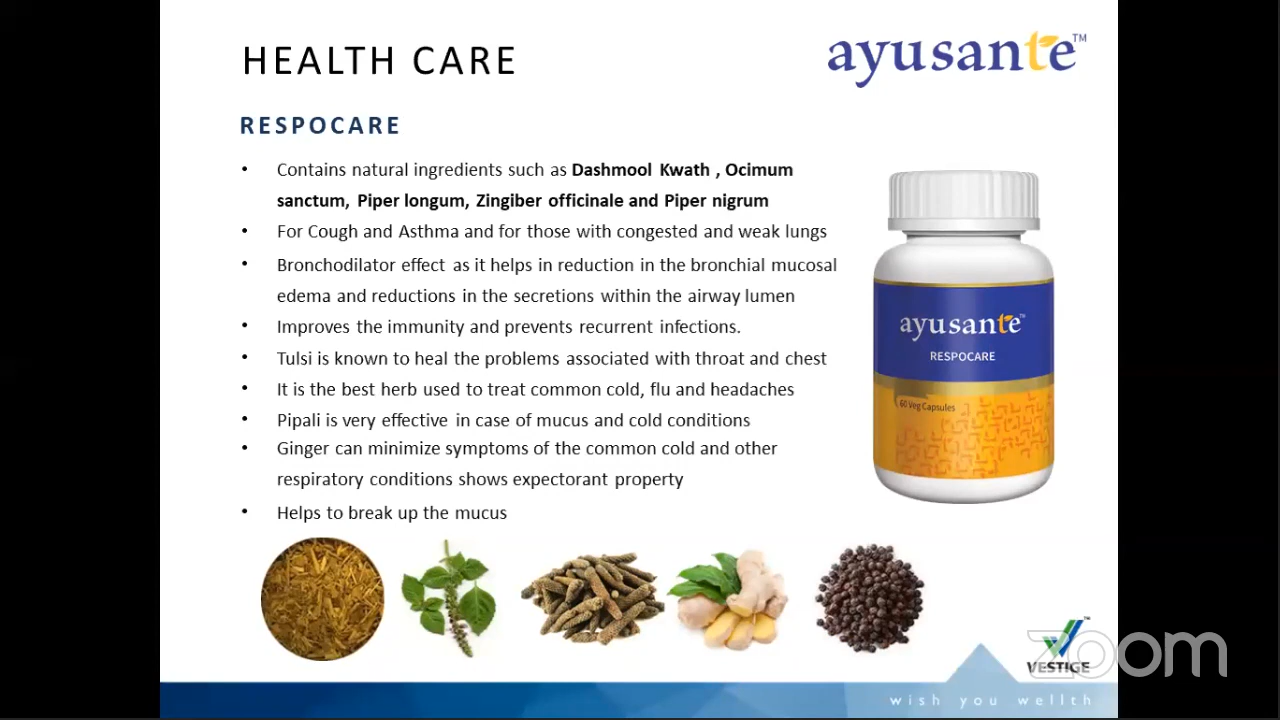 HEALTH CARE
ayusante™
RESPOCARE
• Contains natural ingredients such as Dashmool Kwath , Ocimum
sanctum, Piper longum, Zingiber officinale and Piper nigrum
• For Cough and Asthma and for those with congested and weak lungs
• Bronchodilator effect as it helps in reduction in the bronchial mucosal
edema and reductions in the secretions within the airway lumen
• Improves the immunity and prevents recurrent infections.
• Tulsi is known to heal the problems associated with throat and chest
• It is the best herb used to treat common cold, flu and headaches
• Pipali is very effective in case of mucus and cold conditions
• Ginger can minimize symptoms of the common cold and other
respiratory conditions shows expectorant property
• Helps to break up the mucus
ayusante™
RESPOCARE
60 Veg Capsules
zoom
VESTIGE
wish you wellth